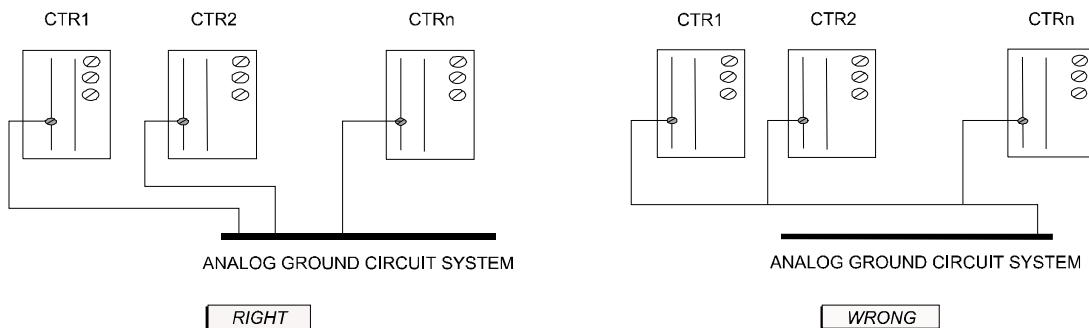 CTR1 CTR2 CTRn
ANALOG GROUND CIRCUIT SYSTEM
RIGHT
CTR1 CTR2 CTRn
ANALOG GROUND CIRCUIT SYSTEM
WRONG